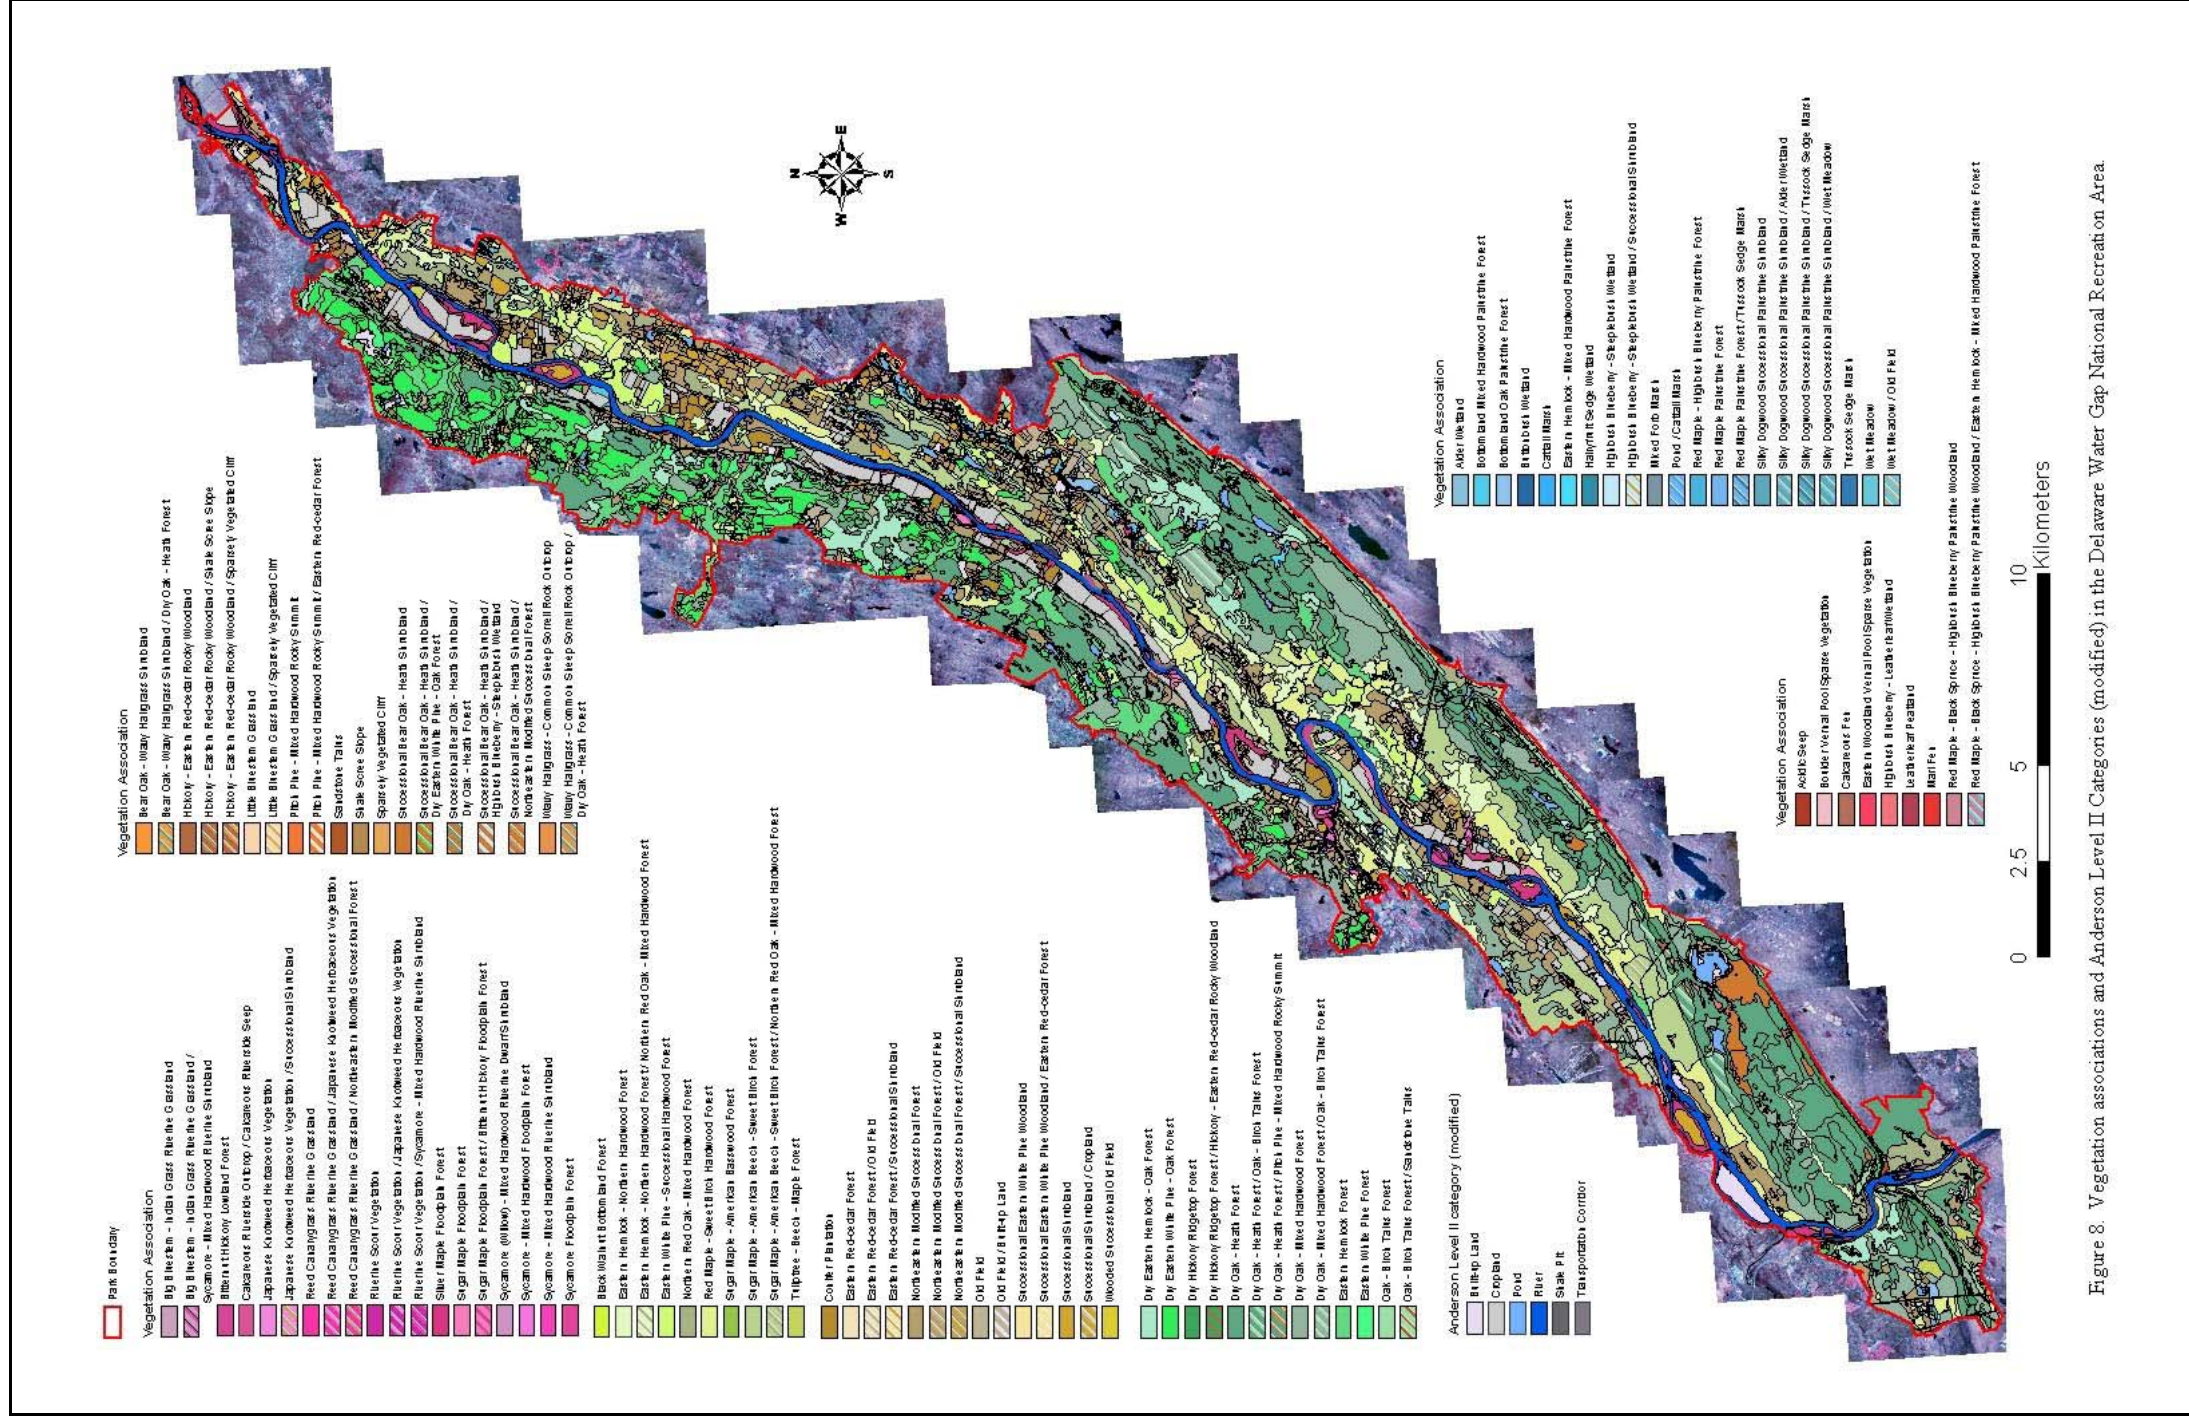 Park Boundary
Vegetation Association
Big Bluestem - Indian Grass Riverine Grassland
Big Bluestem - Indian Grass Riverine Grassland /
Sycamore - Mixed Hardwood Riverine Shrubland
Bitternut Hickory Lowland Forest
Calcareous Riverside Outcrop / Calcareous Riverside Seep
Japanese Knotweed Herbaceous Vegetation
Japanese Knotweed Herbaceous Vegetation / Successional Shrubland
Reed Canarygrass Riverine Grassland
Reed Canarygrass Riverine Grassland / Japanese Knotweed Herbaceous Vegetation
Reed Canarygrass Riverine Grassland / Northeastern Modified Successional Forest
Riverine Scour Vegetation
Riverine Scour Vegetation / Japanese Knotweed Herbaceous Vegetation
Riverine Scour Vegetation / Sycamore - Mixed Hardwood Riverine Shrubland
Silver Maple Floodplain Forest
Sugar Maple Floodplain Forest
Sugar Maple Floodplain Forest / Bitternut Hickory Floodplain Forest
Sycamore (Willow) - Mixed Hardwood Riverine Dwarf Shrubland
Sycamore - Mixed Hardwood Floodplain Forest
Sycamore - Mixed Hardwood Riverine Shrubland
Sycamore Floodplain Forest
Black Walnut Bottomland Forest
Eastern Hemlock - Northern Hardwood Forest
Eastern Hemlock - Northern Hardwood Forest / Northern Red Oak - Mixed Hardwood Forest
Eastern White Pine - Successional Hardwood Forest
Northern Red Oak - Mixed Hardwood Forest
Red Maple - Sweet Birch Hardwood Forest
Sugar Maple - American Basswood Forest
Sugar Maple - American Beech - Sweet Birch Forest
Sugar Maple - American Beech - Sweet Birch Forest / Northern Red Oak - Mixed Hardwood Forest
Tuliptree - Beech - Maple Forest
Conifer Plantation
Eastern Red-cedar Forest
Eastern Red-cedar Forest / Old Field
Eastern Red-cedar Forest / Successional Shrubland
Northeastern Modified Successional Forest
Northeastern Modified Successional Forest / Old Field
Northeastern Modified Successional Forest / Successional Shrubland
Old Field
Old Field / Built-up Land
Successional Eastern White Pine Woodland
Successional Eastern White Pine Woodland / Eastern Red-cedar Forest
Successional Shrubland
Successional Shrubland / Cropland
Wooded Successional Old Field
Dry Eastern Hemlock - Oak Forest
Dry Eastern White Pine - Oak Forest
Dry Hickory Ridgetop Forest
Dry Hickory Ridgetop Forest / Hickory - Eastern Red-cedar Rocky Woodland
Dry Oak - Heath Forest
Dry Oak - Heath Forest / Oak - Birch Talus Forest
Dry Oak - Heath Forest / Pitch Pine - Mixed Hardwood Rocky Summit
Dry Oak - Mixed Hardwood Forest
Dry Oak - Mixed Hardwood Forest / Oak - Birch Talus Forest
Eastern Hemlock Forest
Eastern White Pine Forest
Oak - Birch Talus Forest
Oak - Birch Talus Forest / Sandstone Talus
Anderson Level II category (modified)
Built-up Land
Cropland
Pond
River
Shale Pit
Transportation Corridor
Vegetation Association
Bear Oak - Wavy Hairgrass Shrubland
Bear Oak - Wavy Hairgrass Shrubland / Dry Oak - Heath Forest
Hickory - Eastern Red-cedar Rocky Woodland
Hickory - Eastern Red-cedar Rocky Woodland / Shale Scree Slope
Hickory - Eastern Red-cedar Rocky Woodland / Sparsely Vegetated Cliff
Little Bluestem Grassland
Little Bluestem Grassland / Sparsely Vegetated Cliff
Pitch Pine - Mixed Hardwood Rocky Summit
Pitch Pine - Mixed Hardwood Rocky Summit / Eastern Red-cedar Forest
Sandstone Talus
Shale Scree Slope
Sparsely Vegetated Cliff
Successional Bear Oak - Heath Shrubland
Successional Bear Oak - Heath Shrubland /
Dry Eastern White Pine - Oak Forest
Successional Bear Oak - Heath Shrubland /
Dry Oak - Heath Forest
Successional Bear Oak - Heath Shrubland /
Highbush Blueberry - Steeplebush Wetland
Successional Bear Oak - Heath Shrubland /
Northeastern Modified Successional Forest
Wavy Hairgrass - Common Sheep Sorrel Rock Outcrop
Wavy Hairgrass - Common Sheep Sorrel Rock Outcrop /
Dry Oak - Heath Forest
N
W
E
S
Vegetation Association
Alder Wetland
Bottomland Mixed Hardwood Palustrine Forest
Bottomland Oak Palustrine Forest
Buttonbush Wetland
Cattail Marsh
Eastern Hemlock - Mixed Hardwood Palustrine Forest
Hairyfruit Sedge Wetland
Highbush Blueberry - Steeplebush Wetland
Highbush Blueberry - Steeplebush Wetland / Successional Shrubland
Mixed Forb Marsh
Pond / Cattail Marsh
Red Maple - Highbush Blueberry Palustrine Forest
Red Maple Palustrine Forest
Red Maple Palustrine Forest / Tussock Sedge Marsh
Silky Dogwood Successional Palustrine Shrubland
Silky Dogwood Successional Palustrine Shrubland / Alder Wetland
Silky Dogwood Successional Palustrine Shrubland / Tussock Sedge Marsh
Silky Dogwood Successional Palustrine Shrubland / Wet Meadow
Tussock Sedge Marsh
Wet Meadow
Wet Meadow / Old Field
Vegetation Association
Acidic Seep
Boulder Vernal Pool Sparse Vegetation
Calcareous Fen
Eastern Woodland Vernal Pool Sparse Vegetation
Highbush Blueberry - Leatherleaf Wetland
Leatherleaf Peatland
Marl Fen
Red Maple - Black Spruce - Highbush Blueberry Palustrine Woodland
Red Maple - Black Spruce - Highbush Blueberry Palustrine Woodland / Eastern Hemlock - Mixed Hardwood Palustrine Forest
0 2.5 5 10
Kilometers
Figure 8. Vegetation associations and Anderson Level II Categories (modified) in the Delaware Water Gap National Recreation Area.